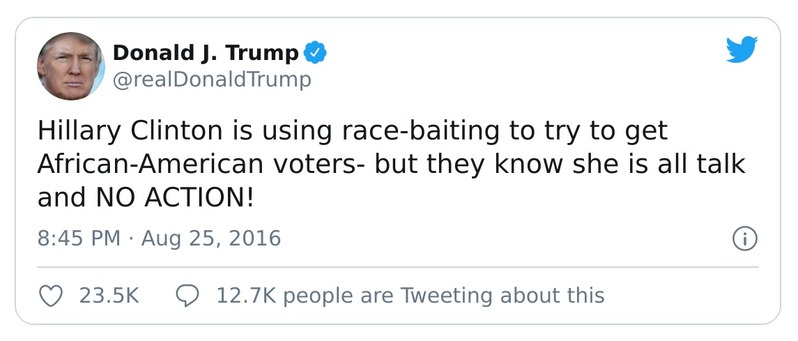 Donald J. Trump
@realDonaldTrump
Hillary Clinton is using race-baiting to try to get
African-American voters- but they know she is all talk
and NO ACTION!
8:45 PM · Aug 25, 2016
23.5K 12.7K people are Tweeting about this